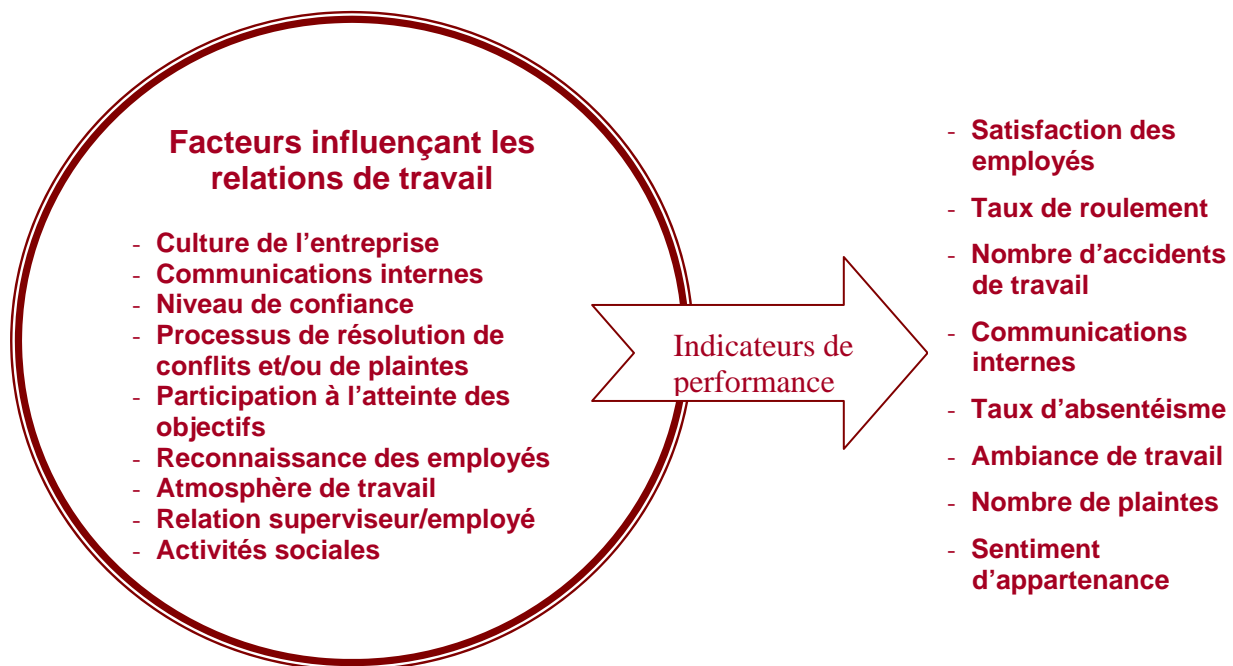 Facteurs influençant les
relations de travail
- Culture de l’entreprise
- Communications internes
- Niveau de confiance
- Processus de résolution de
conflits et/ou de plaintes
- Participation à l’atteinte des
objectifs
- Reconnaissance des employés
- Atmosphère de travail
- Relation superviseur/employé
- Activités sociales
Indicateurs de
performance
- Satisfaction des
employés
- Taux de roulement
- Nombre d’accidents
de travail
- Communications
internes
- Taux d’absentéisme
- Ambiance de travail
- Nombre de plaintes
- Sentiment
d’appartenance